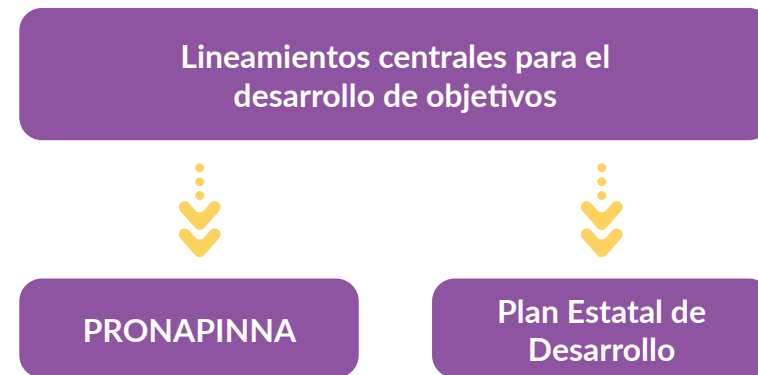 Lineamientos centrales para el
desarrollo de objetivos
PRONAPINNA
Plan Estatal de
Desarrollo